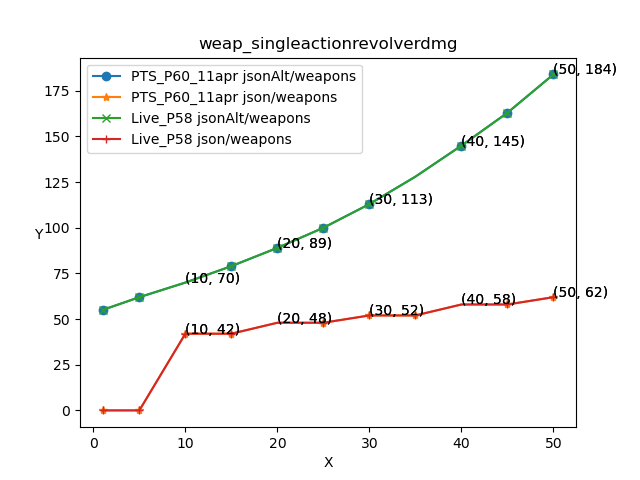 weap_singleactionrevolverdmg
PTS_P60_11apr jsonAlt/weapons
PTS_P60_11apr json/weapons
Live_P58 jsonAlt/weapons
Live_P58 json/weapons
(50, 184)
(40, 145)
(30, 113)
(20, 89)
(10, 70)
(50, 62)
(40, 58)
(30, 52)
(20, 48)
(10, 42)
175
150
125
100
75
50
25
0
Y
0 10 20 30 40 50
X